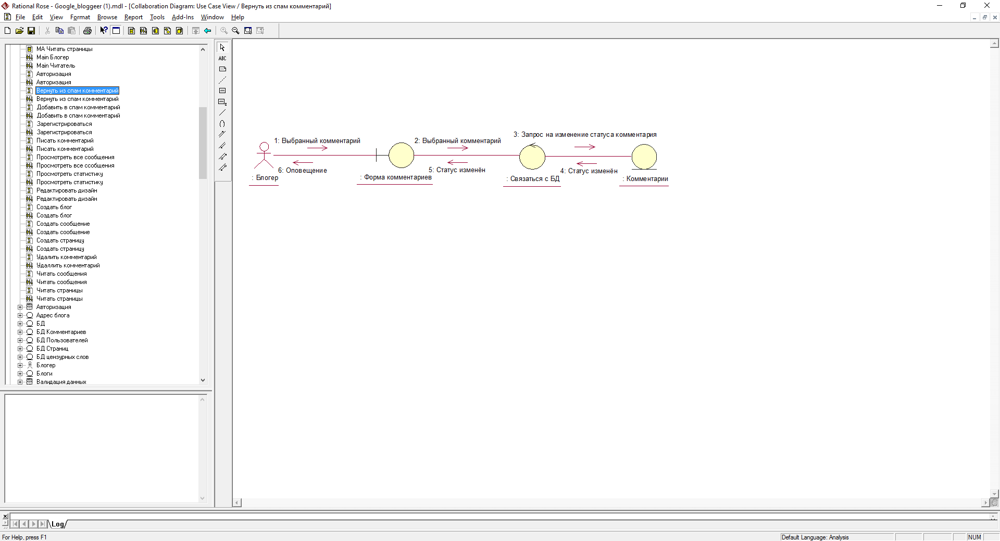 Rational Rose - Google_bloggeer (1).mdl - [Collaboration Diagram: Use Case View / Вернуть из спам комментарий]
File Edit View Format Browse Report Tools Add-Ins Window Help
МА Читать страницы
Main Блогер
Main Читатель
Авторизация
Авторизация
Вернуть из спам комментарий
Вернуть из спам комментарий
Добавить в спам комментарий
Добавить в спам комментарий
Зарегистрироваться
Зарегистрироваться
Писать комментарий
Писать комментарий
Просмотреть все сообщения
Просмотреть все ссобщения
Просмотреть статистику
Просмотреть статистику
Редактировать дизайн
Редактировать дизайн
Создать блог
Создать блог
Создать сообщение
Создать сообщение
Создать страницу
Создать страницу
Удалить комментарий
Удаллить комментарий
Читать сообщения
Читать сообщения
Читать страницы
Читать страницы
Авторизация
Адрес блога
БД
БД Комментариев
БД Пользователей
БД Страниц
БД цензурных слов
Блогер
Блоги
Валидация данных
ABC
1: Выбранный комментарий
2: Выбранный комментарий
3: Запрос на изменение статуса комментария
6: Оповещение
5: Статус изменён
4: Статус изменён
: Блогер
: Форма комментариев
: Связаться с БД
: Комментарии
Log
For Help, press F1
Default Language: Analysis
NUM